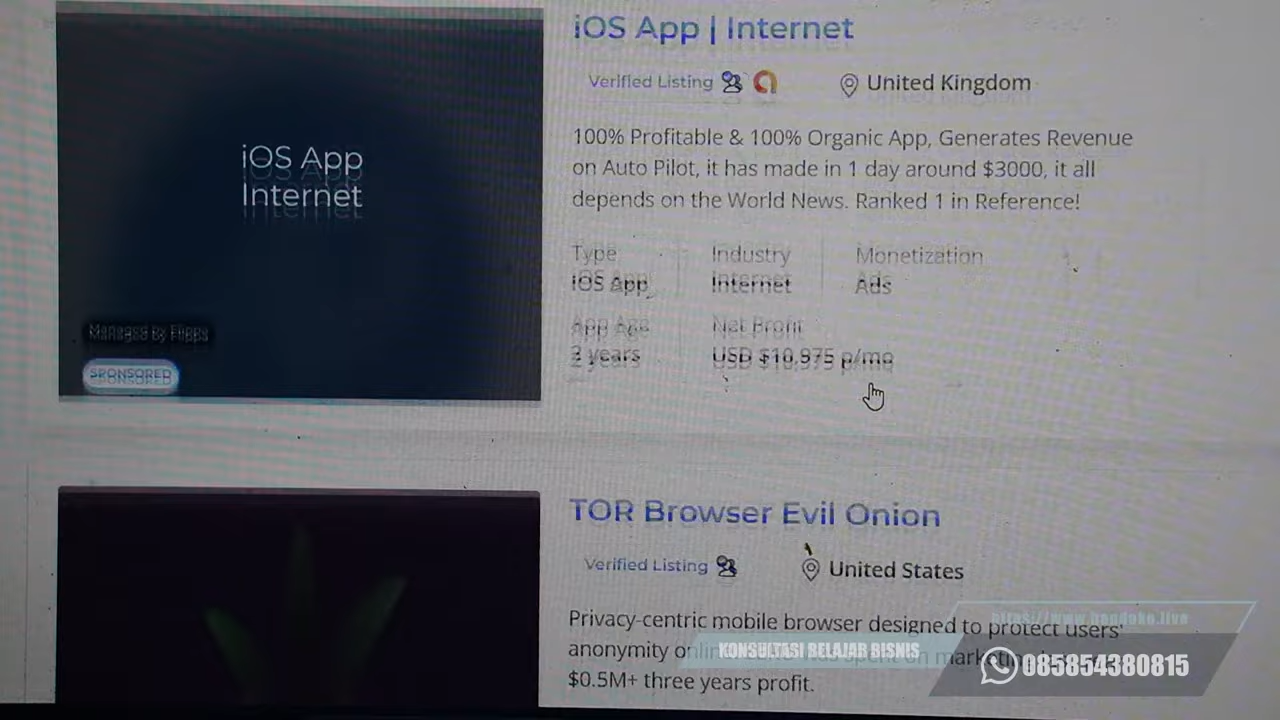 iOS App | Internet
Verified Listing
United Kingdom
100% Profitable & 100% Organic App, Generates Revenue
on Auto Pilot, it has made in 1 day around $3000, it all
depends on the World News. Ranked 1 in Reference!
iOS App
Internet
Type Industry Monetization
iOS App Internet Ads
App Age Net Profit
2 years USD $10,975 p/mo
Managed by Flippa
SPONSORED
TOR Browser Evil Onion
Verified Listing
United States
Privacy-centric mobile browser designed to protect users'
anonymity spent on
$0.5M+ three years profit.
KONSULTASI BELAJAR BISNIS
085854380815